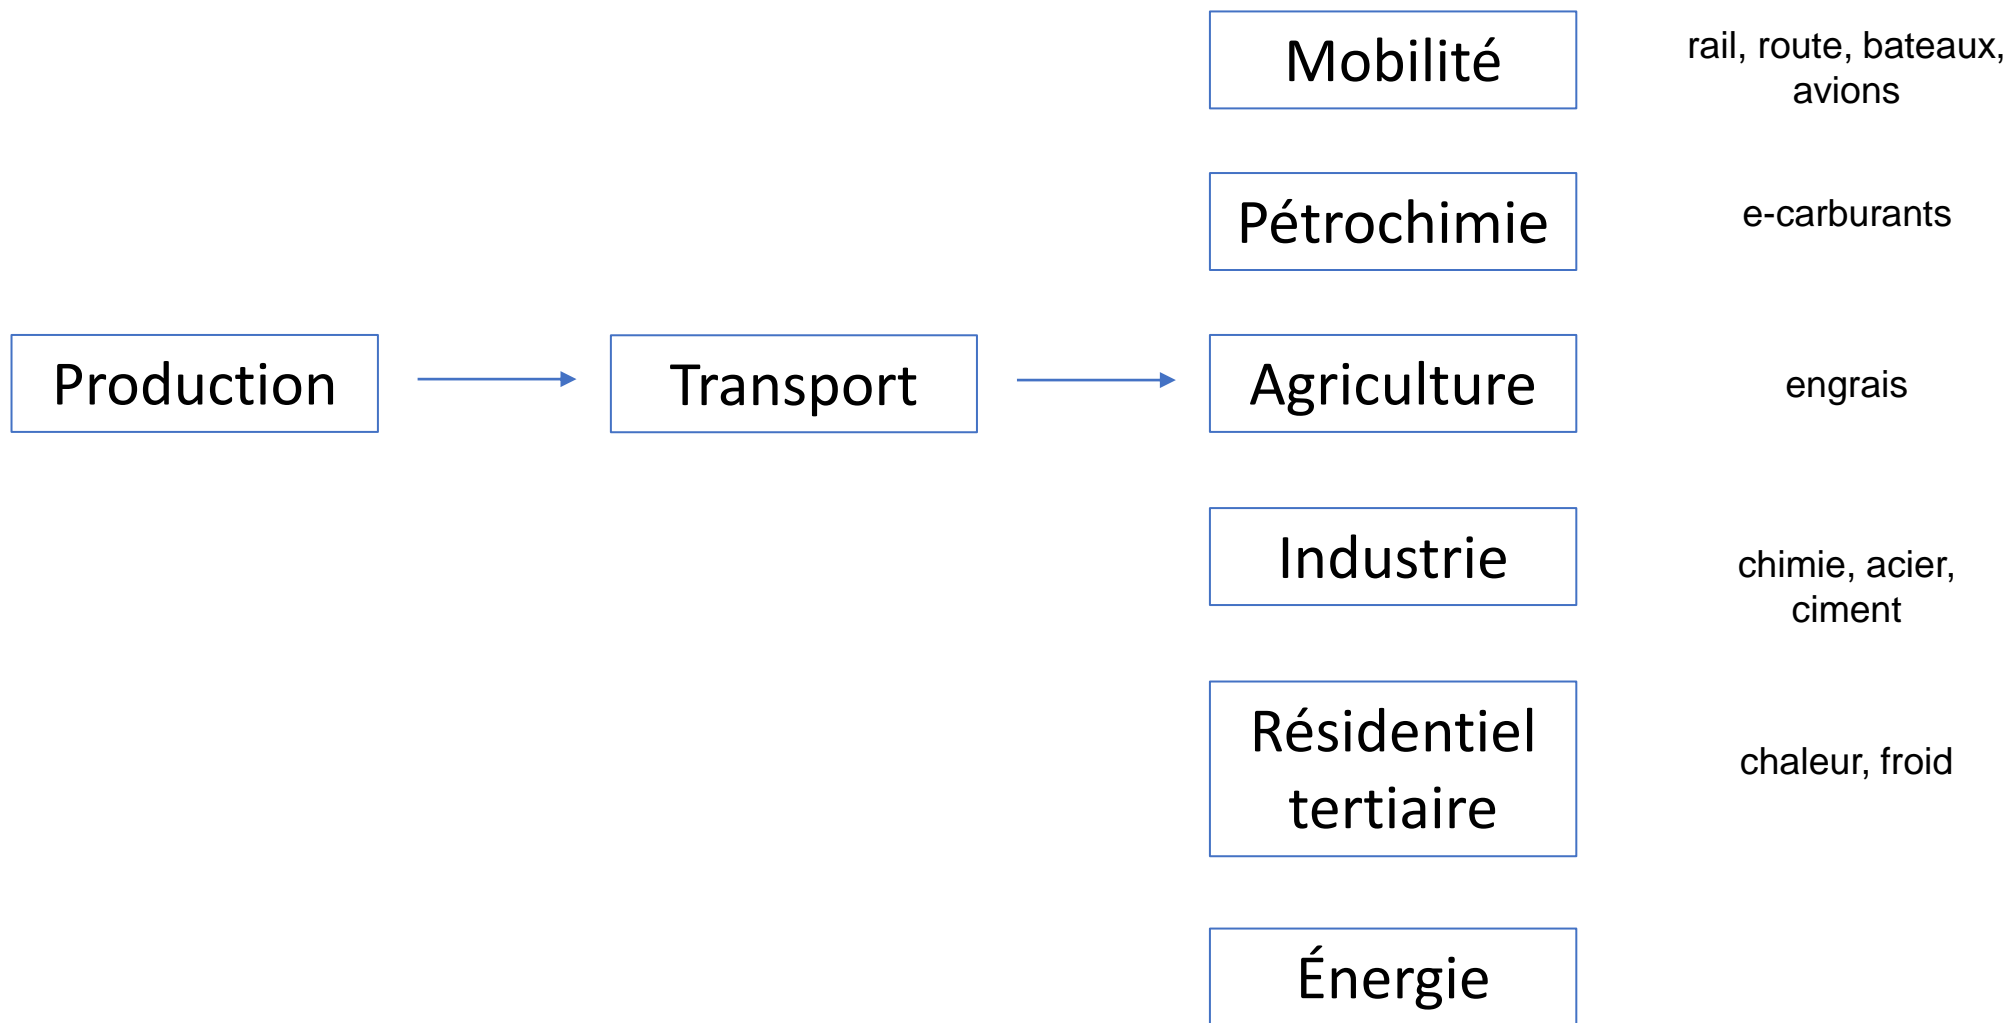 Mobilité
rail, route, bateaux,
avions
Pétrochimie
e-carburants
Production
Transport
Agriculture
engrais
Industrie
chimie, acier,
ciment
Résidentiel
tertiaire
chaleur, froid
Énergie